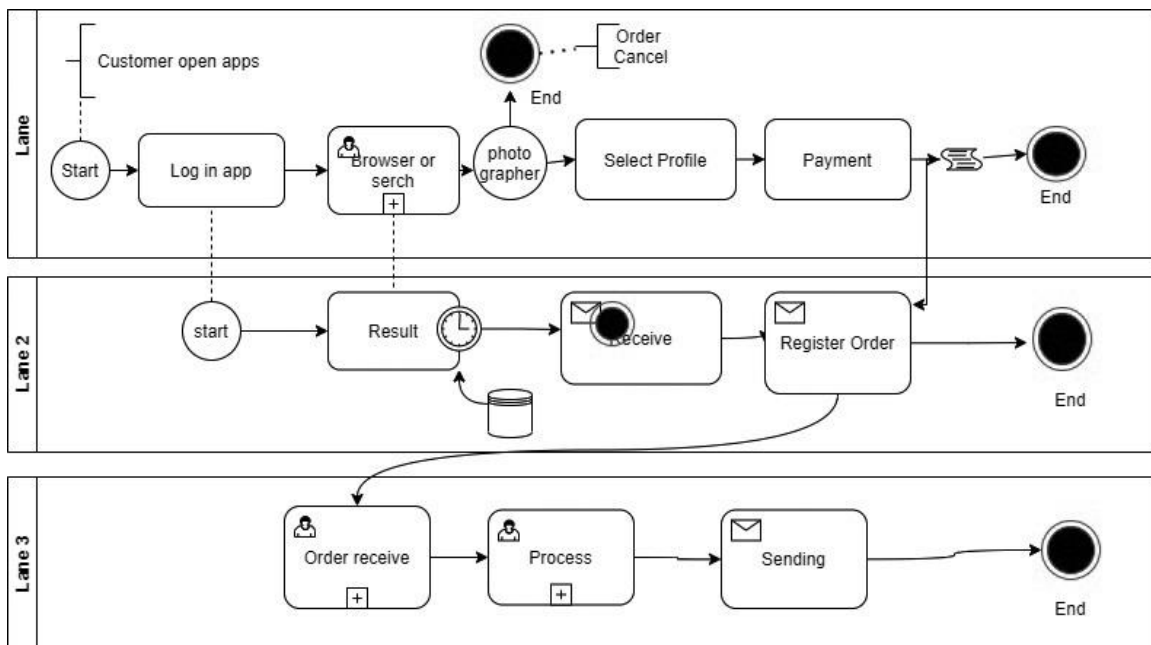 Lane
Customer open apps
Order
Cancel
End
Start
Log in app
Browser or
serch
photo
grapher
Select Profile
Payment
End
Lane 2
start
Result
Receive
Register Order
End
Lane 3
Order receive
Process
Sending
End